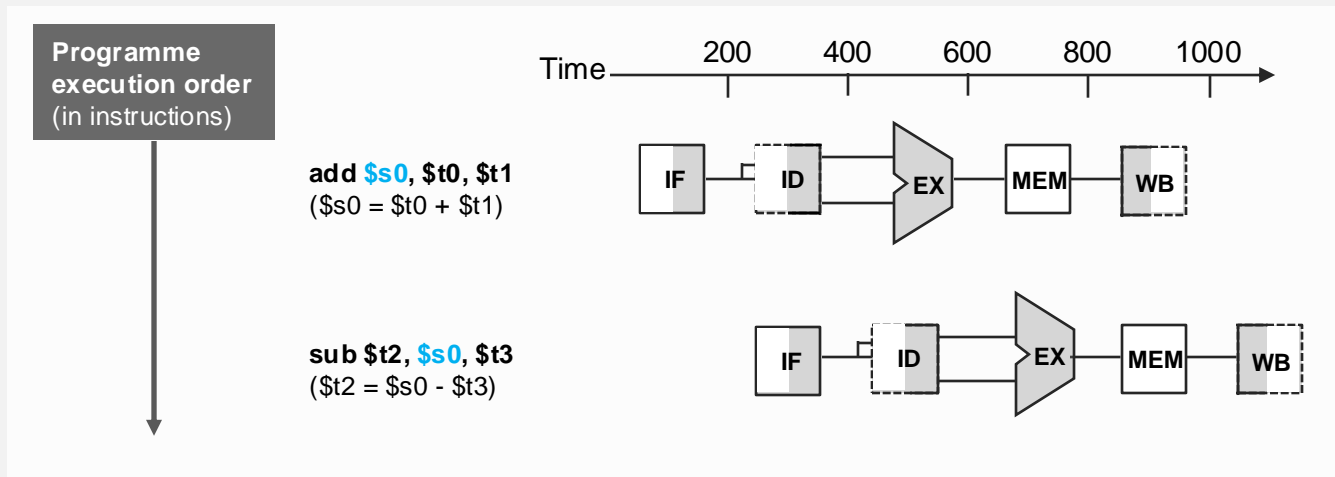 Programme
execution order
(in instructions)
Time
200 400 600 800 1000
add $s0, $t0, $t1
($s0 = $t0 + $t1)
IF ID EX MEM WB
sub $t2, $s0, $t3
($t2 = $s0 - $t3)
IF ID EX MEM WB